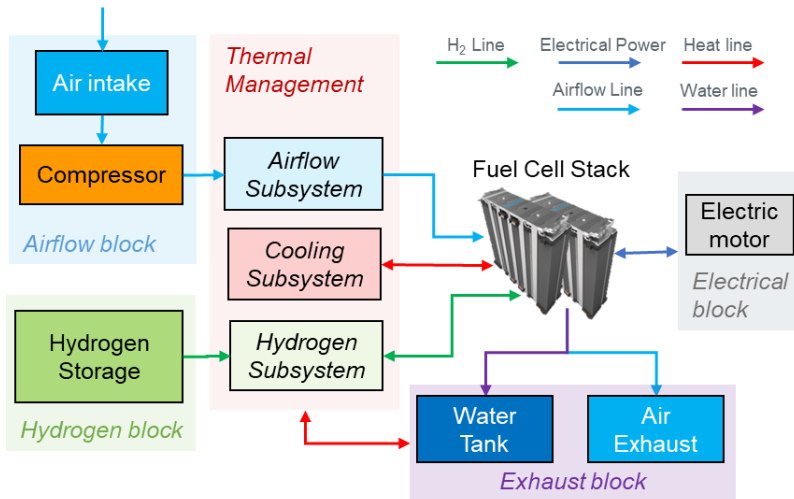 Air intake
Compressor
Airflow block
Hydrogen
Storage
Hydrogen block
Thermal
Management
Airflow
Subsystem
Cooling
Subsystem
Hydrogen
Subsystem
H₂ Line
Electrical Power
Heat line
Airflow Line
Water line
Fuel Cell Stack
Electric
motor
Electrical
block
Water
Tank
Air
Exhaust
Exhaust block